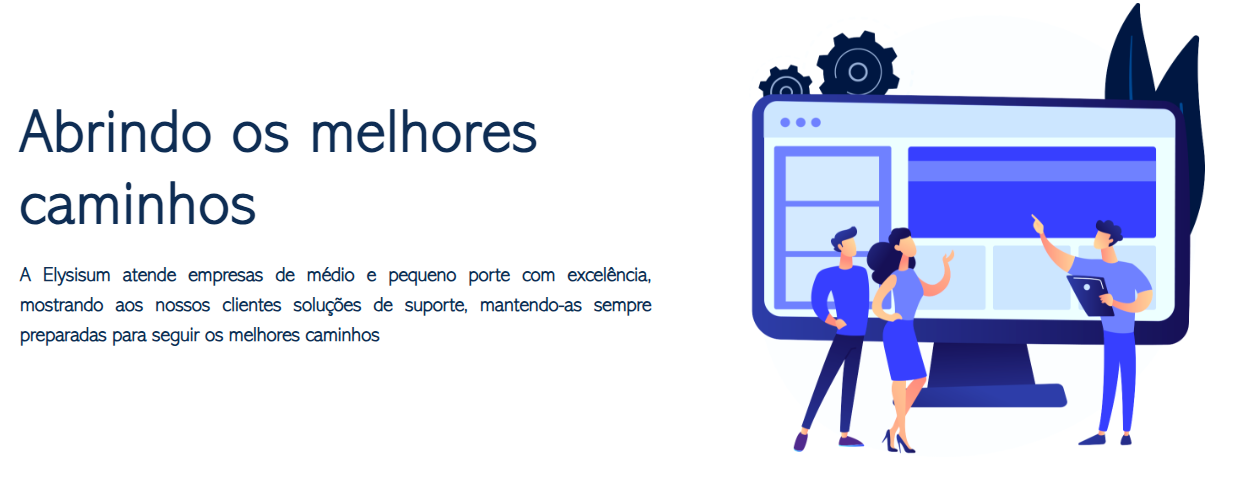 Abrindo os melhores
caminhos
A Elysisum atende empresas de médio e pequeno porte com excelência,
mostrando aos nossos clientes soluções de suporte, mantendo-as sempre
preparadas para seguir os melhores caminhos